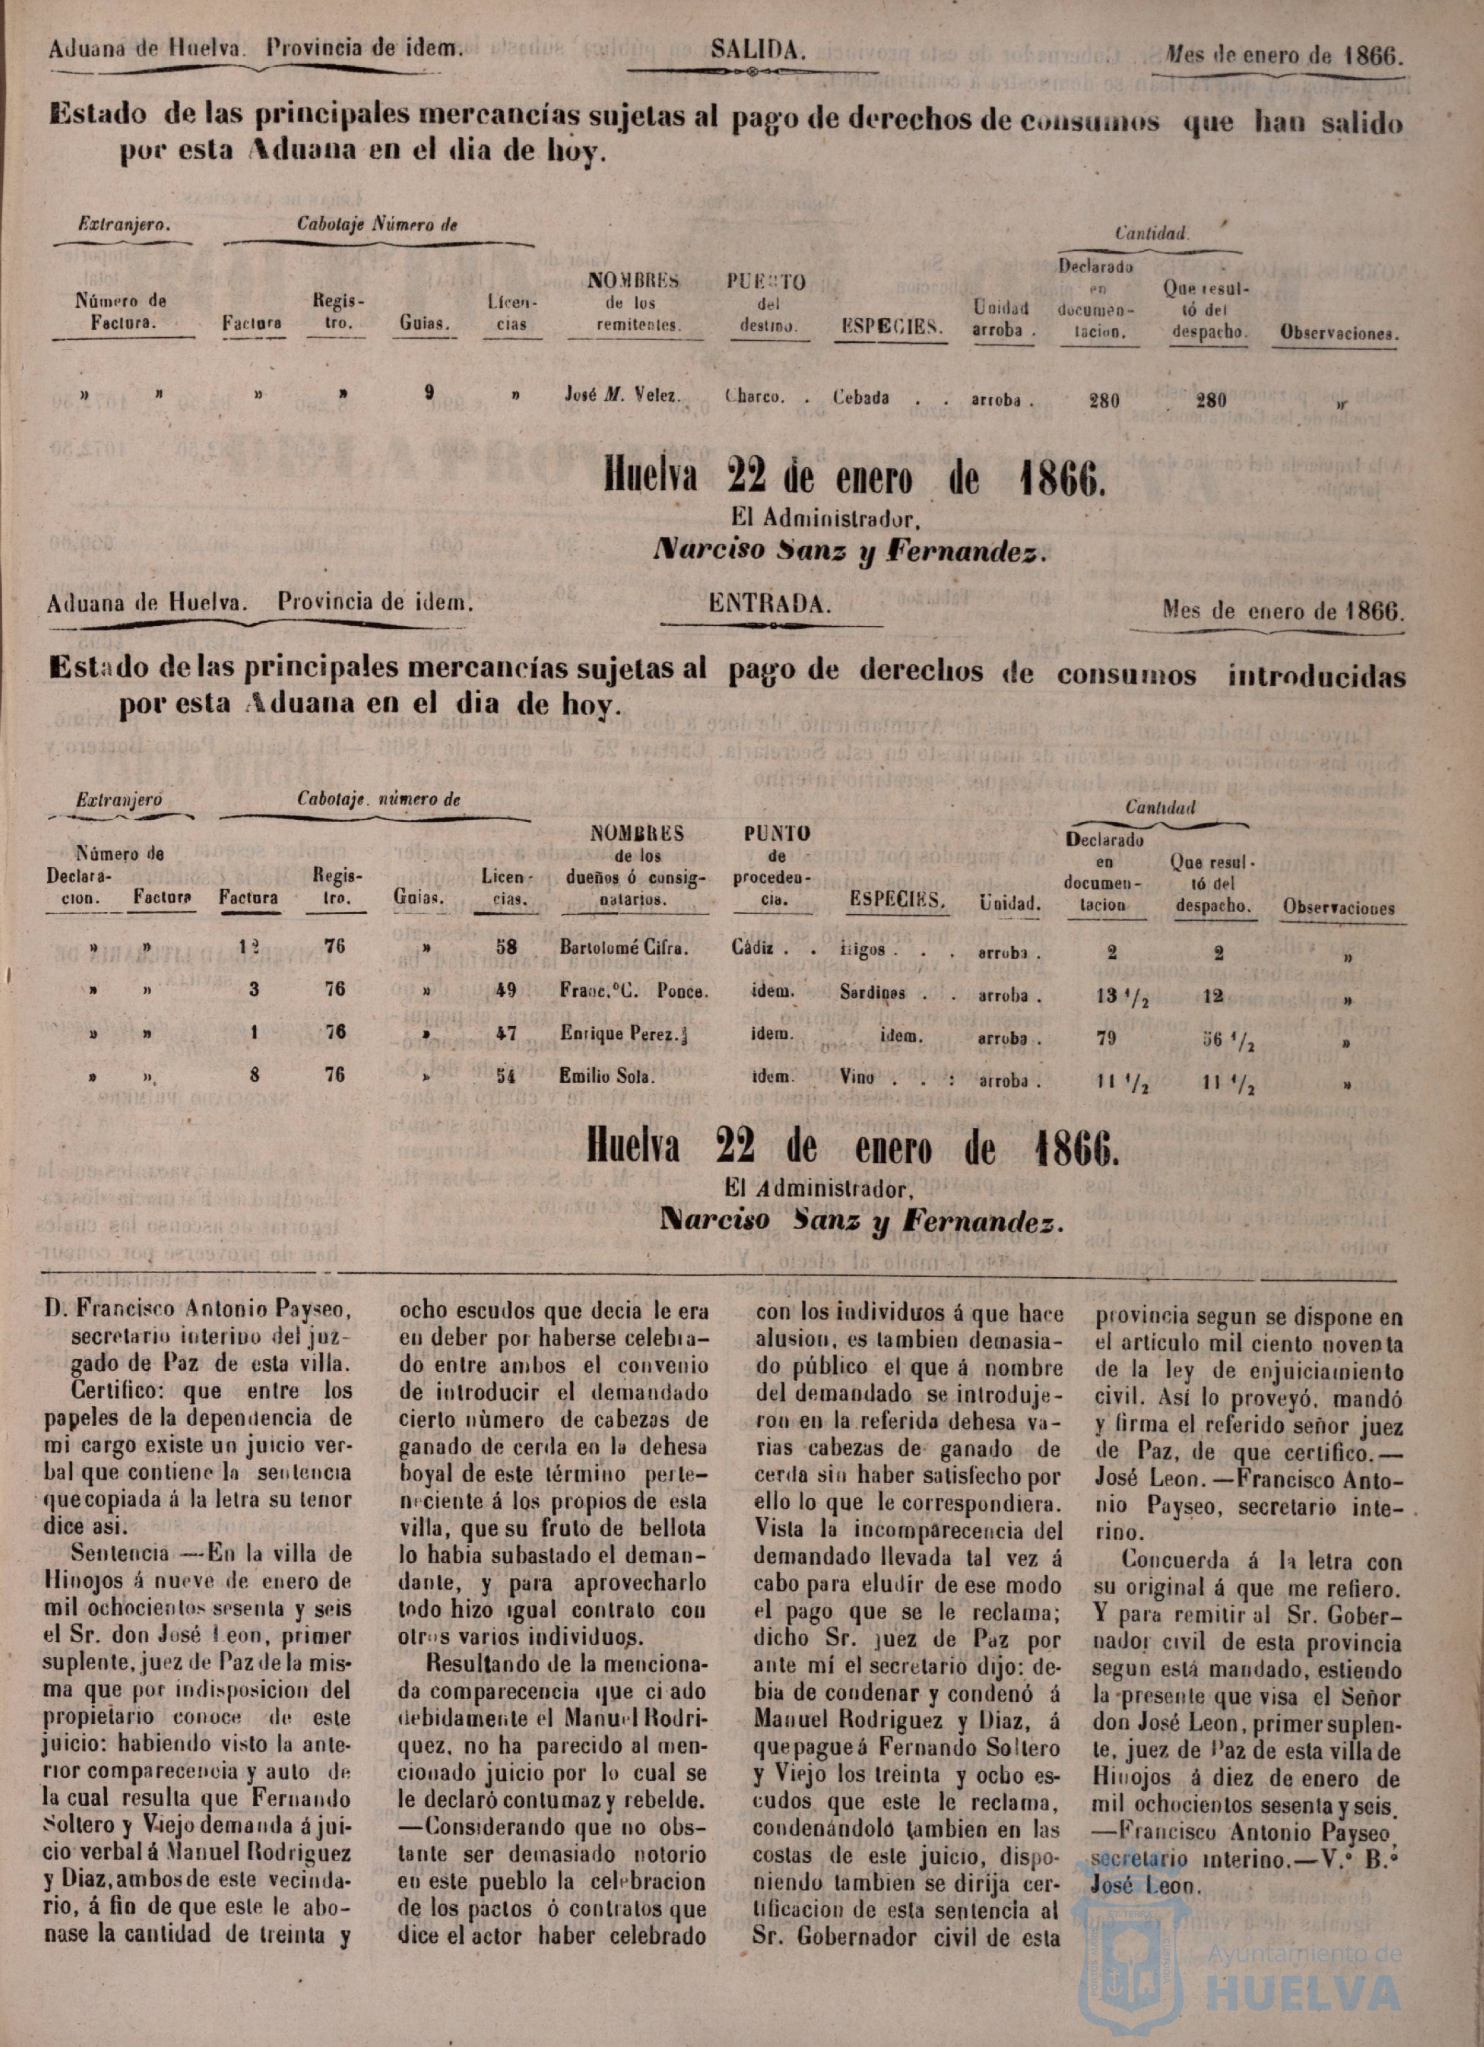 Aduana de Huelva. Provincia de idem. SALIDA. Mes de enero de 1866.
Estado de las principales mercancías sujetas al pago de derechos de consumos que han salido
por esta Aduana en el dia de hoy.
Extranjero. Cabotaje Número de Cantidad.
Número de Factura. Factura Regis-tro. Guias. Licen-cias NOMBRES de los remitentes. PUERTO del destino. ESPECIES. Unidad arroba. Declarado en documen-tacion. Que resul-tó del despacho. Observaciones.
» » » » 9 » José M. Velez. Charco. . Cebada . . arroba . 280 280 »
Huelva 22 de enero de 1866.
El Administrador,
Narciso Sanz y Fernandez.
Aduana de Huelva. Provincia de idem. ENTRADA. Mes de enero de 1866.
Estado de las principales mercancías sujetas al pago de derechos de consumos introducidas
por esta Aduana en el dia de hoy.
Extranjero Cabotaje. número de Cantidad
Número de Declara-cion. Factura Factura Regis-tro. Guias. Licen-cias. NOMBRES de los dueños ó consig-natarios. PUNTO de proceden-cia. ESPECIES. Unidad. Declarado en documen-tacion Que resul-tó del despacho. Observaciones
» » 12 76 » 58 Bartolomé Cifra. Cádiz . . Higos . . . arroba . 2 2 »
» » 3 76 » 49 Franc.º C. Ponce. idem. Sardinas . . arroba . 13 1/2 12 »
» » 1 76 » 47 Enrique Perez. idem. idem. arroba . 79 56 1/2 »
» » 8 76 » 54 Emilio Sola. idem. Vino . . : arroba . 11 1/2 11 1/2 »
Huelva 22 de enero de 1866.
El Administrador,
Narciso Sanz y Fernandez.
D. Francisco Antonio Payseo,
secretario interino del juz-
gado de Paz de esta villa.
Certifico: que entre los
papeles de la dependencia de
mi cargo existe un juicio ver-
bal que contiene la sentencia
que copiada á la letra su tenor
dice asi.
Sentencia —En la villa de
Hinojos á nueve de enero de
mil ochocientos sesenta y seis
el Sr. don José Leon, primer
suplente, juez de Paz de la mis-
ma que por indisposicion del
propietario conoce de este
juicio: habiendo visto la ante-
rior comparecencia y auto de
la cual resulta que Fernando
Soltero y Viejo demanda á jui-
cio verbal á Manuel Rodriguez
y Diaz, ambos de este vecinda-
rio, á fin de que este le abo-
nase la cantidad de treinta y
ocho escudos que decia le era
en deber por haberse celebra-
do entre ambos el convenio
de introducir el demandado
cierto número de cabezas de
ganado de cerda en la dehesa
boyal de este término perte-
neciente á los propios de esta
villa, que su fruto de bellota
lo habia subastado el deman-
dante, y para aprovecharlo
todo hizo igual contrato con
otros varios individuos.
Resultando de la menciona-
da comparecencia que citado
debidamente el Manuel Rodri-
quez, no ha parecido al men-
cionado juicio por lo cual se
le declaró contumaz y rebelde.
—Considerando que no obs-
tante ser demasiado notorio
en este pueblo la celebracion
de los pactos ó contratos que
dice el actor haber celebrado
con los individuos á que hace
alusion, es tambien demasia-
do público el que á nombre
del demandado se introduje-
ron en la referida dehesa va-
rias cabezas de ganado de
cerda sin haber satisfecho por
ello lo que le correspondiera.
Vista la incomparecencia del
demandado llevada tal vez á
cabo para eludir de ese modo
el pago que se le reclama;
dicho Sr. juez de Paz por
ante mí el secretario dijo: de-
bia de condenar y condenó á
Manuel Rodriguez y Diaz, á
que pague á Fernando Soltero
y Viejo los treinta y ocho es-
cudos que este le reclama,
condenándolo tambien en las
costas de este juicio, dispo-
niendo tambien se dirija cer-
tificacion de esta sentencia al
Sr. Gobernador civil de esta
provincia segun se dispone en
el artículo mil ciento noventa
de la ley de enjuiciamiento
civil. Así lo proveyó, mandó
y firma el referido señor juez
de Paz, de que certifico.—
José Leon.—Francisco Anto-
nio Payseo, secretario inte-
rino.
Concuerda á la letra con
su original á que me refiero.
Y para remitir al Sr. Gober-
nador civil de esta provincia
segun está mandado, estiendo
la presente que visa el Señor
don José Leon, primer suplen-
te, juez de Paz de esta villa de
Hinojos á diez de enero de
mil ochocientos sesenta y seis.
—Francisco Antonio Payseo,
secretario interino.—V.º B.º
José Leon.
Ayuntamiento de
HUELVA